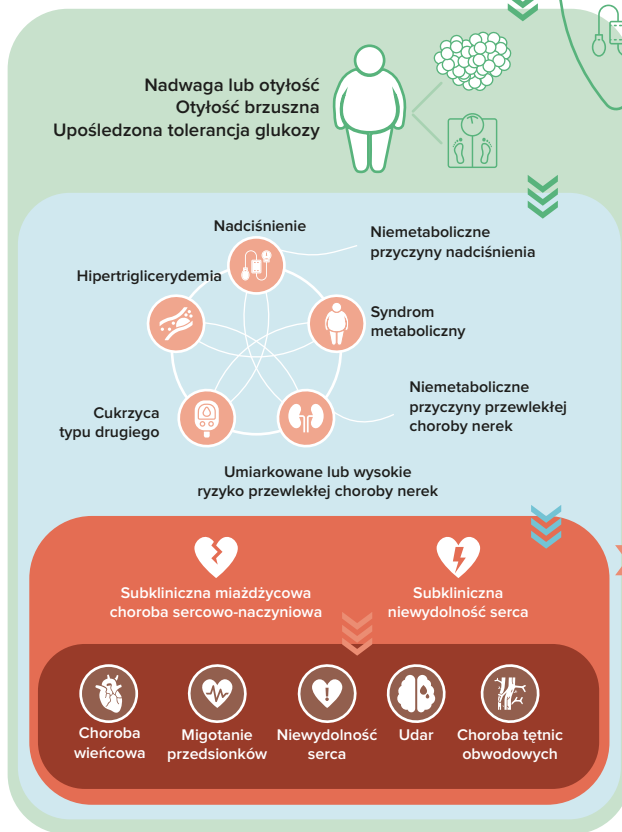 Nadwaga lub otyłość
Otyłość brzuszna
Upośledzona tolerancja glukozy
Nadciśnienie
Niemetaboliczne
przyczyny nadciśnienia
Hipertriglicerydemia
Syndrom
metaboliczny
Cukrzyca
typu drugiego
Niemetaboliczne
przyczyny przewlekłej
choroby nerek
Umiarkowane lub wysokie
ryzyko przewlekłej choroby nerek
Subkliniczna miażdżycowa
choroba sercowo-naczyniowa
Subkliniczna
niewydolność serca
Choroba
wieńcowa
Migotanie
przedsionków
Niewydolność
serca
Udar
Choroba tętnic
obwodowych